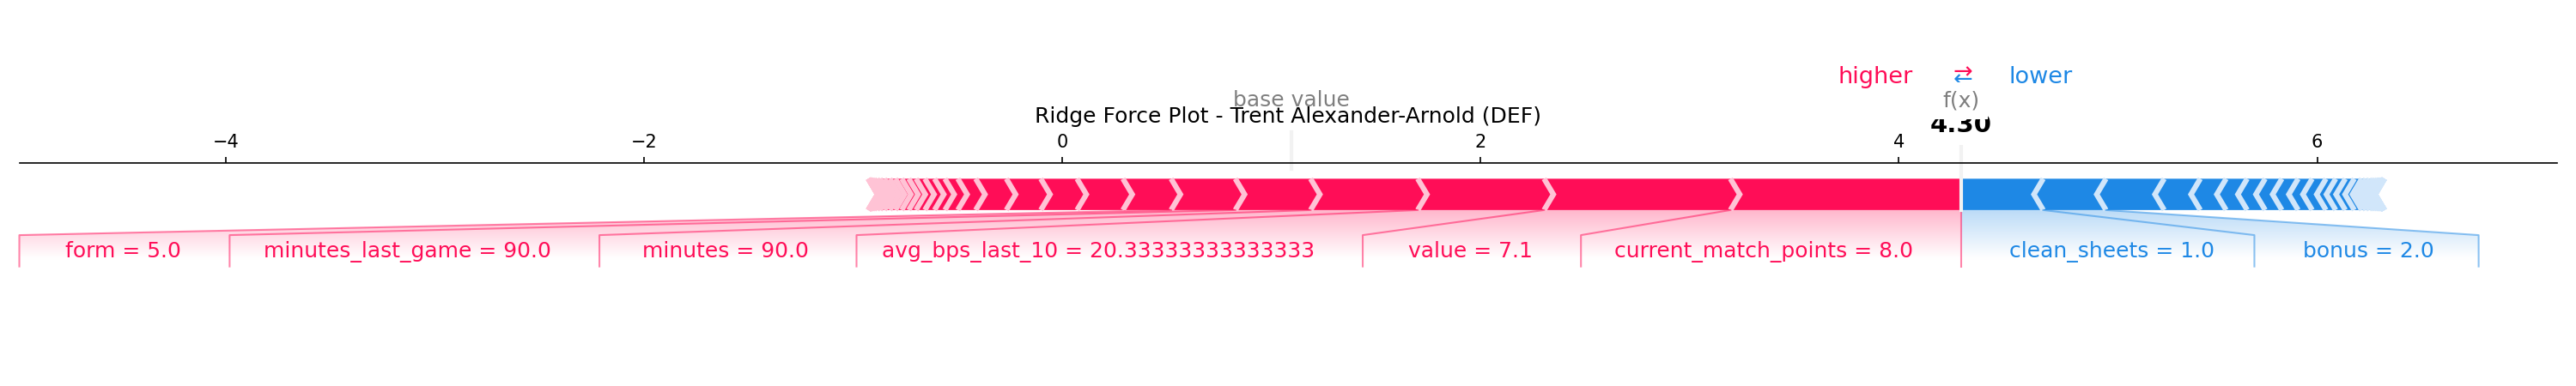 higher ⇄ lower
base value
f(x)
Ridge Force Plot - Trent Alexander-Arnold (DEF)
4.30
−4 −2 0 2 4 6
form = 5.0 minutes_last_game = 90.0 minutes = 90.0 avg_bps_last_10 = 20.33333333333333 value = 7.1 current_match_points = 8.0 clean_sheets = 1.0 bonus = 2.0